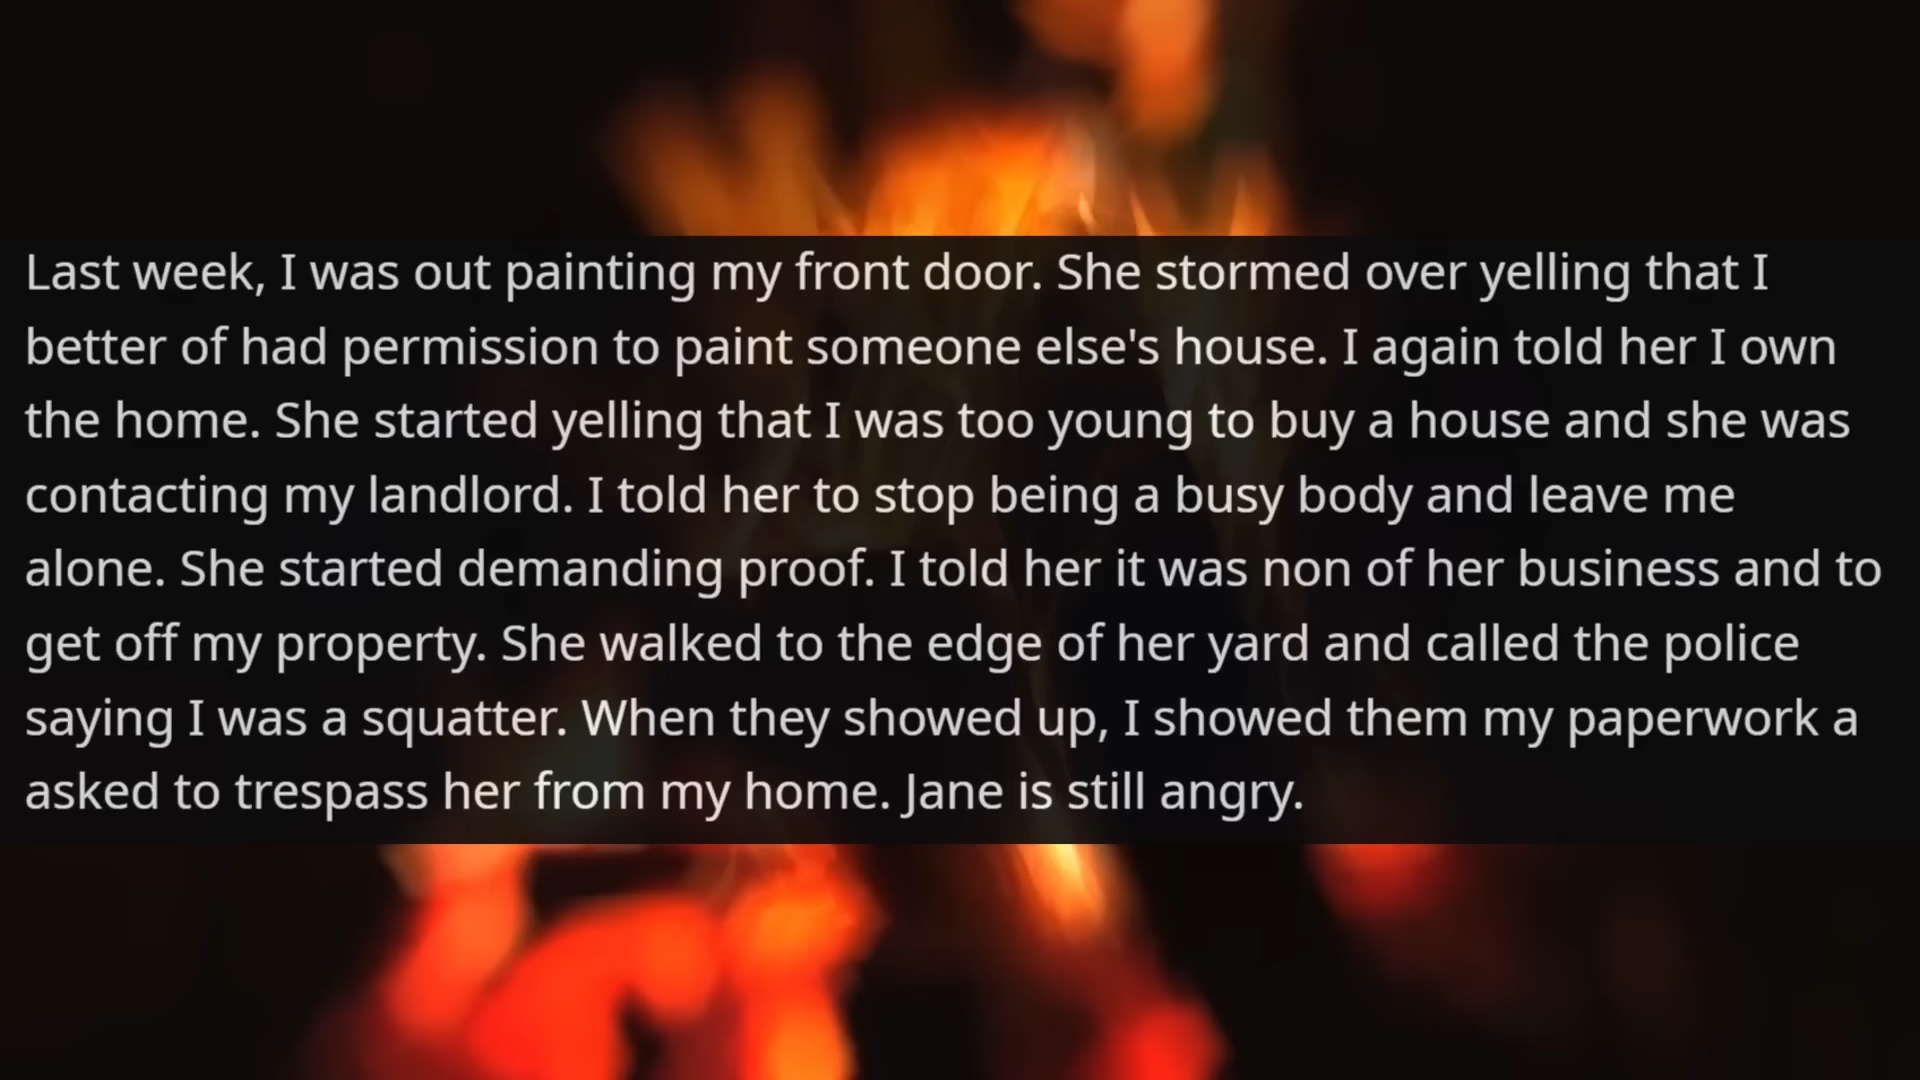 Last week, I was out painting my front door. She stormed over yelling that I
better of had permission to paint someone else's house. I again told her I own
the home. She started yelling that I was too young to buy a house and she was
contacting my landlord. I told her to stop being a busy body and leave me
alone. She started demanding proof. I told her it was non of her business and to
get off my property. She walked to the edge of her yard and called the police
saying I was a squatter. When they showed up, I showed them my paperwork a
asked to trespass her from my home. Jane is still angry.